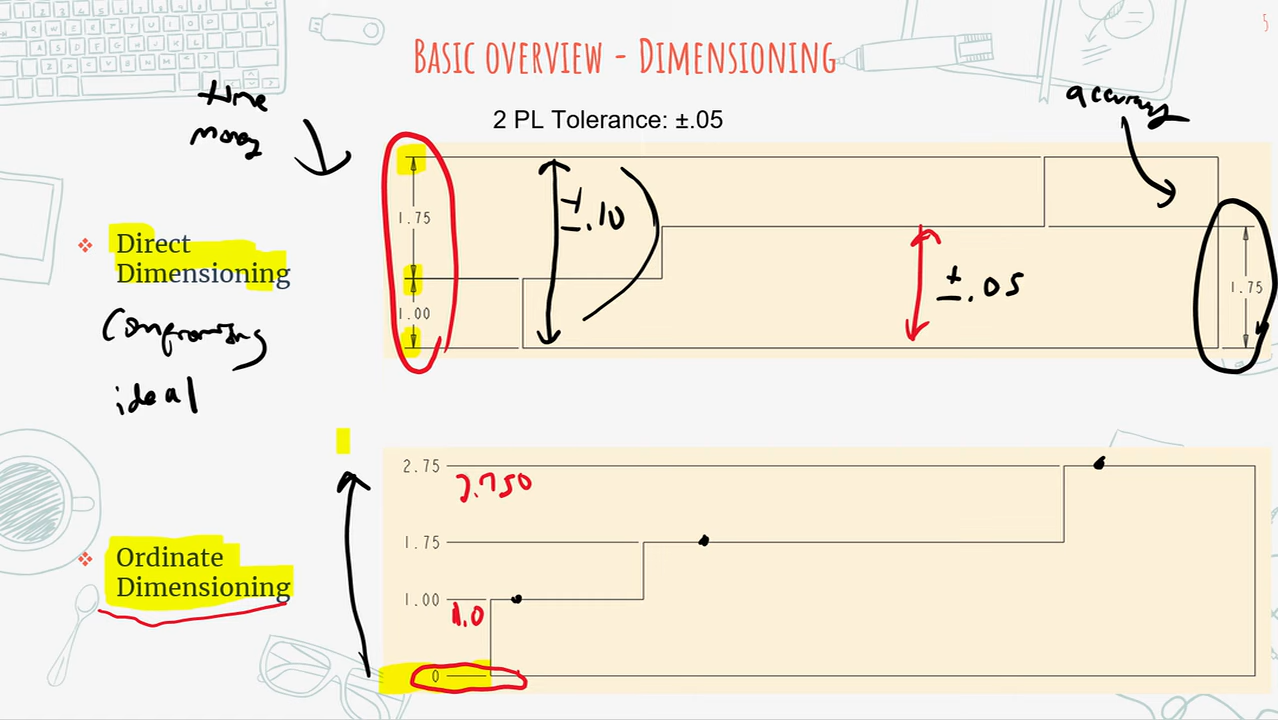 5
BASIC OVERVIEW - DIMENSIONING
time
money
accuracy
2 PL Tolerance: ±.05
1.75
±.10
❖ Direct
Dimensioning
±.05
1.75
1.00
ideal
2.75
1.75
❖ Ordinate
Dimensioning
1.00
1.0
0